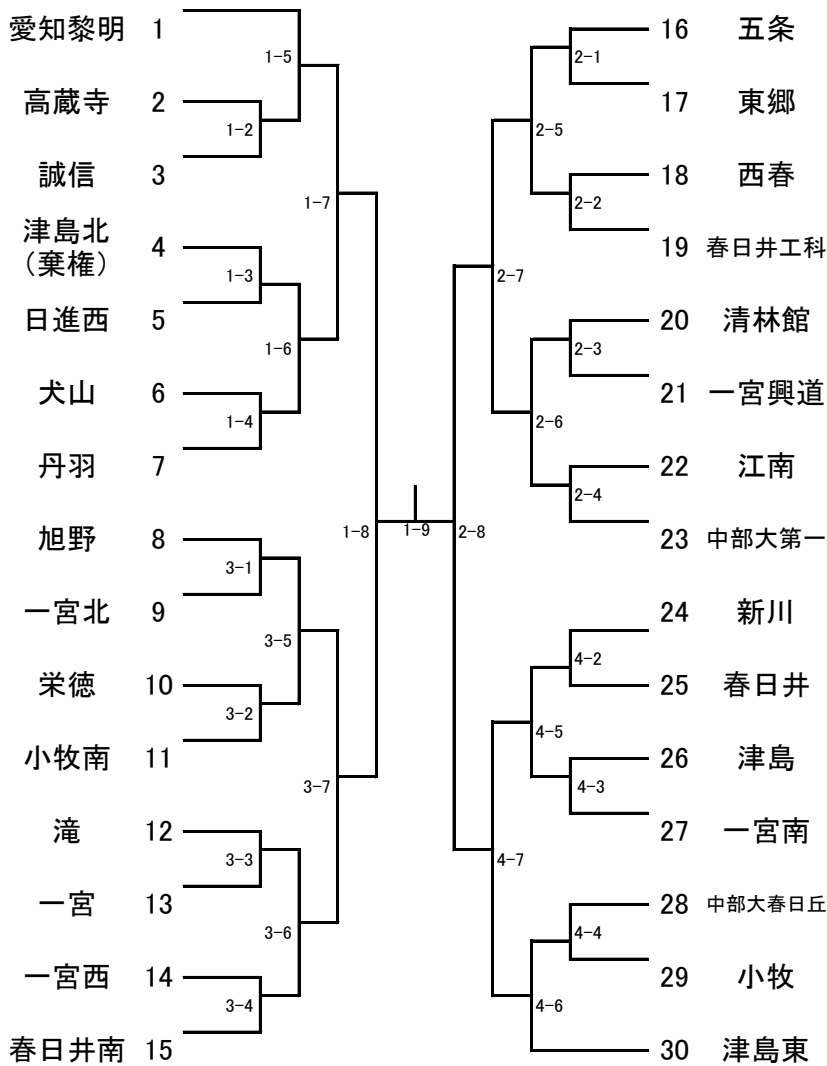 愛知黎明 1
高蔵寺 2
誠信 3
津島北
（棄権） 4
日進西 5
犬山 6
丹羽 7
旭野 8
一宮北 9
栄徳 10
小牧南 11
滝 12
一宮 13
一宮西 14
春日井南 15
1-5
1-2
1-7
1-3
1-6
1-4
1-8
3-1
3-5
3-2
3-7
3-3
3-6
3-4
1-9
2-1
2-5
2-2
2-7
2-3
2-6
2-4
2-8
4-2
4-5
4-3
4-7
4-4
4-6
16 五条
17 東郷
18 西春
19 春日井工科
20 清林館
21 一宮興道
22 江南
23 中部大第一
24 新川
25 春日井
26 津島
27 一宮南
28 中部大春日丘
29 小牧
30 津島東